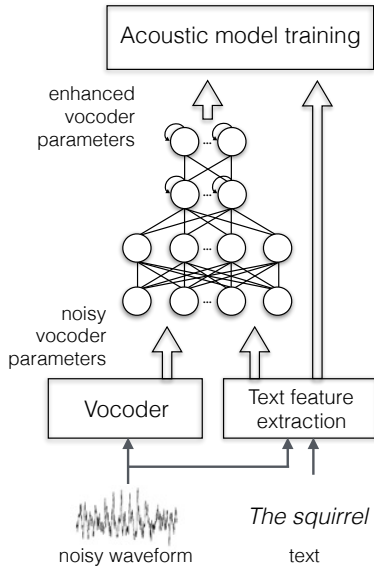 Acoustic model training
enhanced
vocoder
parameters
...
...
...
...
noisy
vocoder
parameters
Vocoder
Text feature
extraction
The squirrel
noisy waveform
text